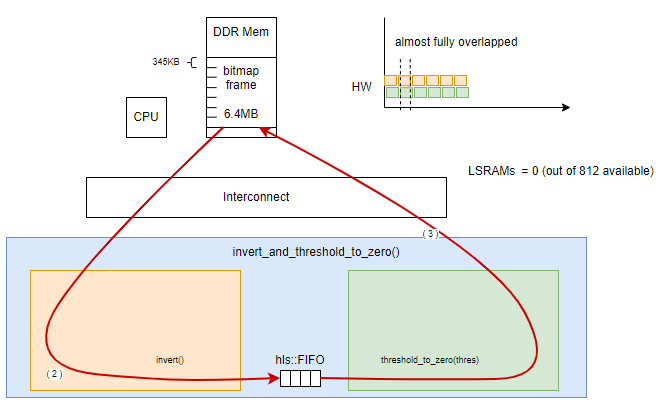 DDR Mem
almost fully overlapped
345KB
bitmap
frame
HW
6.4MB
CPU
LSRAMs = 0 (out of 812 available)
Interconnect
( 3 )
invert_and_threshold_to_zero()
invert()
hls::FIFO
threshold_to_zero(thres)
( 2 )